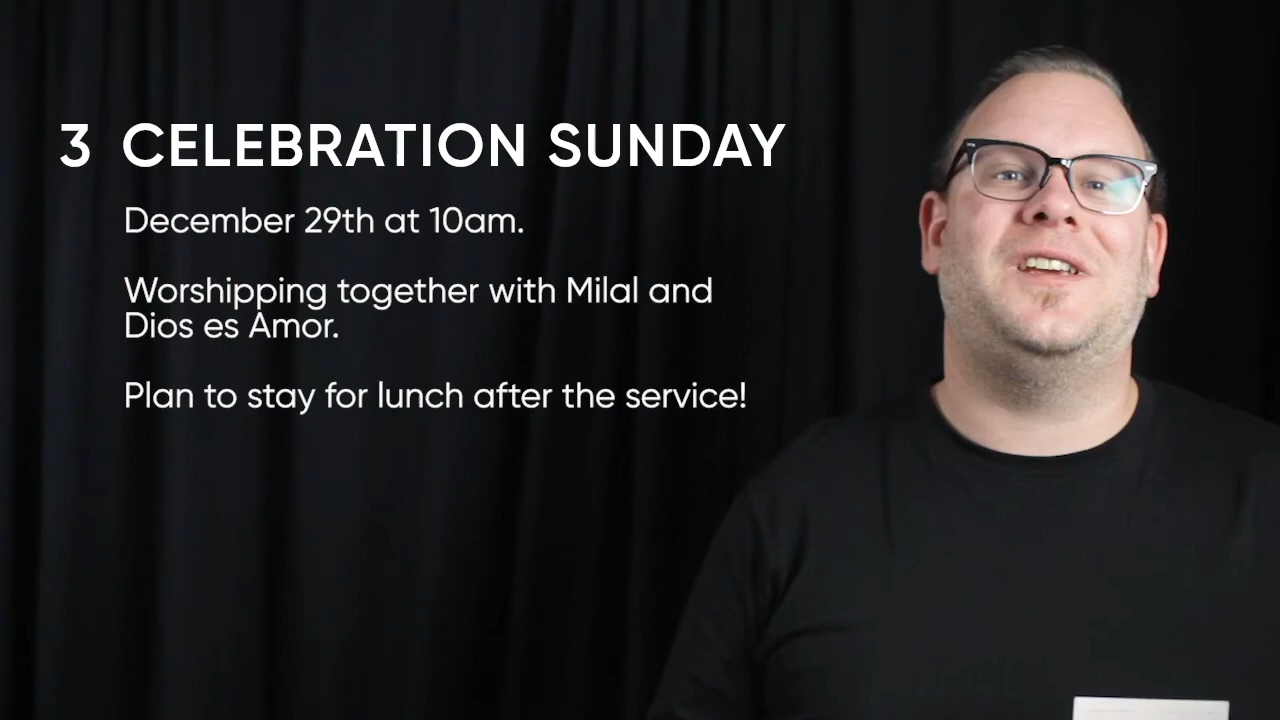 3 CELEBRATION SUNDAY
December 29th at 10am.
Worshipping together with Milal and
Dios es Amor.
Plan to stay for lunch after the service!